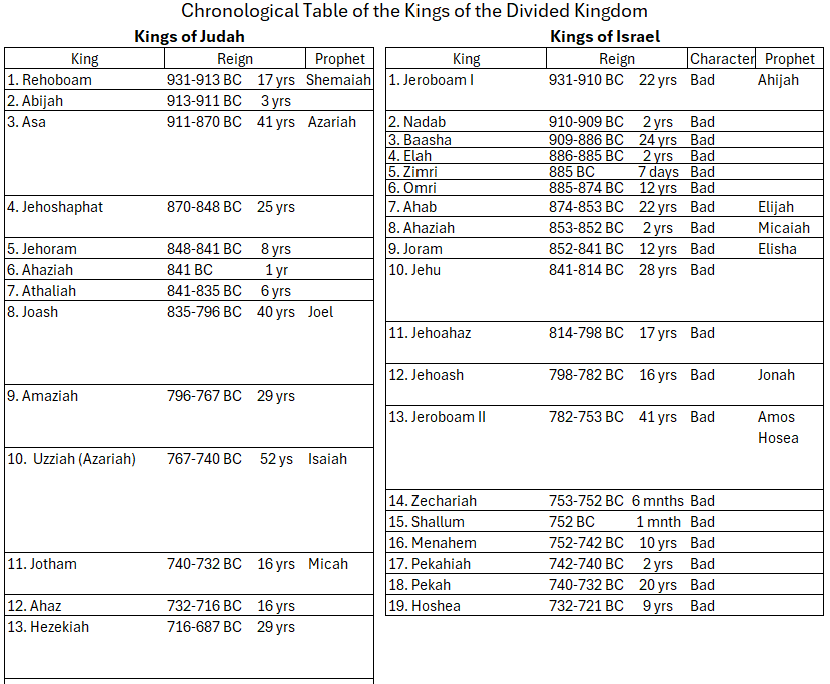 Chronological Table of the Kings of the Divided Kingdom
Kings of Judah
King Reign Prophet
1. Rehoboam 931-913 BC 17 yrs Shemaiah
2. Abijah 913-911 BC 3 yrs
3. Asa 911-870 BC 41 yrs Azariah
4. Jehoshaphat 870-848 BC 25 yrs
5. Jehoram 848-841 BC 8 yrs
6. Ahaziah 841 BC 1 yr
7. Athaliah 841-835 BC 6 yrs
8. Joash 835-796 BC 40 yrs Joel
9. Amaziah 796-767 BC 29 yrs
10. Uzziah (Azariah) 767-740 BC 52 ys Isaiah
11. Jotham 740-732 BC 16 yrs Micah
12. Ahaz 732-716 BC 16 yrs
13. Hezekiah 716-687 BC 29 yrs
Kings of Israel
King Reign Character Prophet
1. Jeroboam I 931-910 BC 22 yrs Bad Ahijah
2. Nadab 910-909 BC 2 yrs Bad
3. Baasha 909-886 BC 24 yrs Bad
4. Elah 886-885 BC 2 yrs Bad
5. Zimri 885 BC 7 days Bad
6. Omri 885-874 BC 12 yrs Bad
7. Ahab 874-853 BC 22 yrs Bad Elijah
8. Ahaziah 853-852 BC 2 yrs Bad Micaiah
9. Joram 852-841 BC 12 yrs Bad Elisha
10. Jehu 841-814 BC 28 yrs Bad
11. Jehoahaz 814-798 BC 17 yrs Bad
12. Jehoash 798-782 BC 16 yrs Bad Jonah
13. Jeroboam II 782-753 BC 41 yrs Bad Amos
Hosea
14. Zechariah 753-752 BC 6 mnths Bad
15. Shallum 752 BC 1 mnth Bad
16. Menahem 752-742 BC 10 yrs Bad
17. Pekahiah 742-740 BC 2 yrs Bad
18. Pekah 740-732 BC 20 yrs Bad
19. Hoshea 732-721 BC 9 yrs Bad